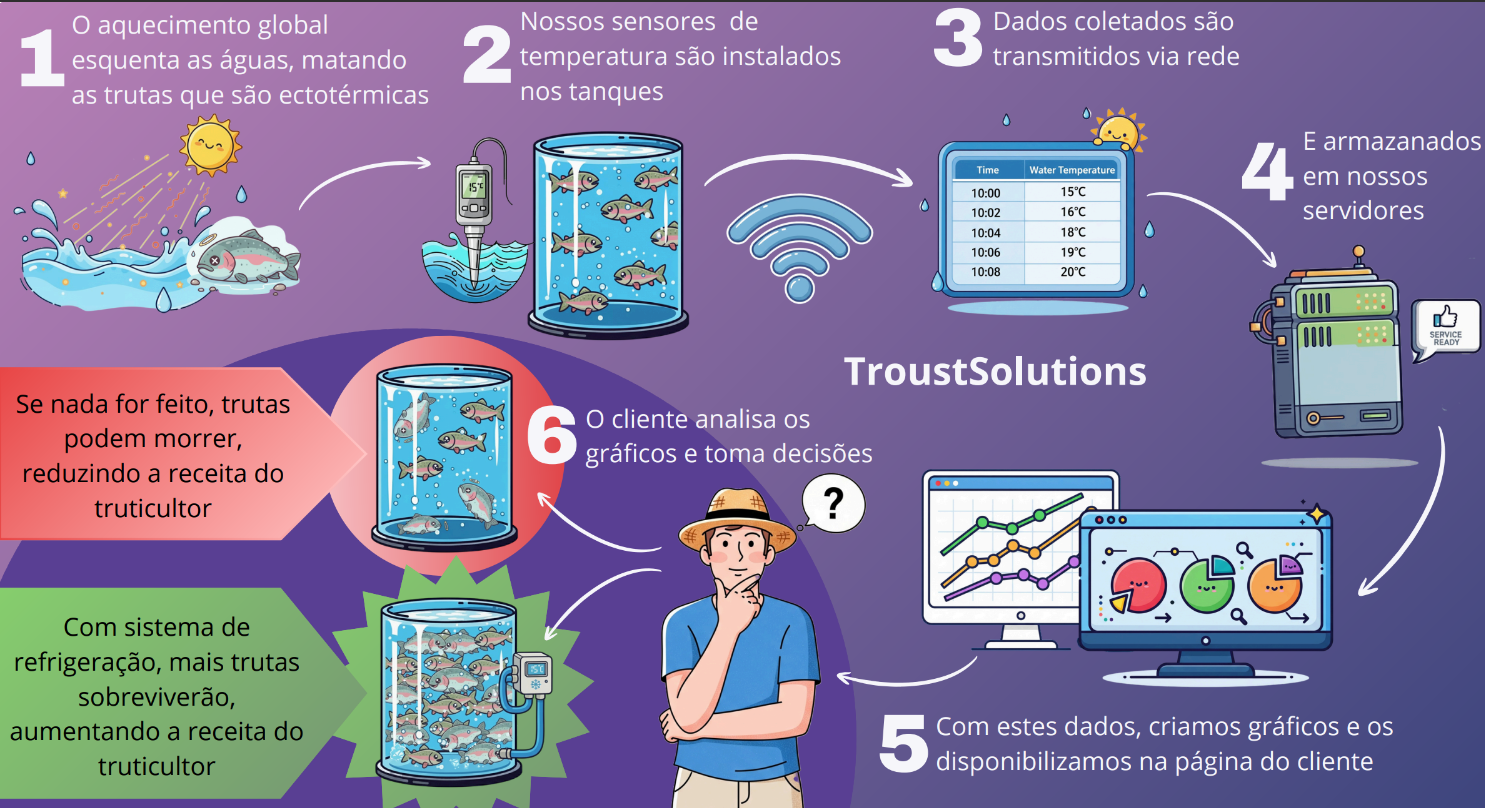 1
O aquecimento global
esquenta as águas, matando
as trutas que são ectotérmicas
2
Nossos sensores de
temperatura são instalados
nos tanques
15°C
3
Dados coletados são
transmitidos via rede
Time Water Temperature
10:00 15°C
10:02 16°C
10:04 18°C
10:06 19°C
10:08 20°C
4
E armazanados
em nossos
servidores
SERVICE
READY
TroustSolutions
5
Com estes dados, criamos gráficos e os
disponibilizamos na página do cliente
6
O cliente analisa os
gráficos e toma decisões
?
Se nada for feito, trutas
podem morrer,
reduzindo a receita do
truticultor
Com sistema de
refrigeração, mais trutas
sobreviverão,
aumentando a receita do
truticultor
15°C